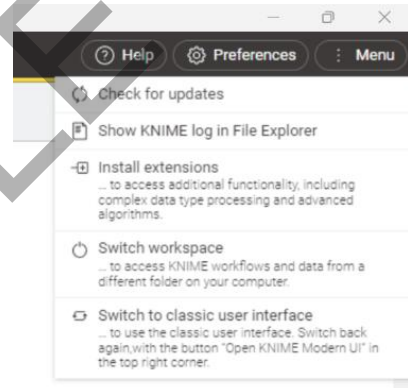 Help Preferences Menu
Check for updates
Show KNIME log in File Explorer
Install extensions
... to access additional functionality, including
complex data type processing and advanced
algorithms.
Switch workspace
... to access KNIME workflows and data from a
different folder on your computer.
Switch to classic user interface
... to use the classic user interface. Switch back
again,with the button "Open KNIME Modern UI" in
the top right corner.